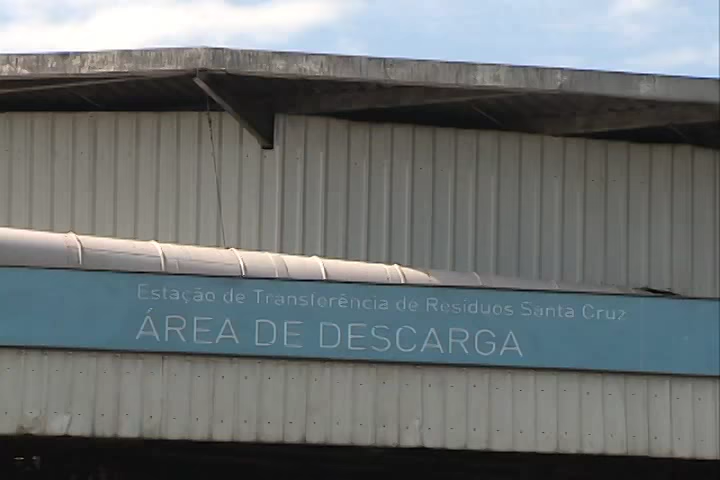 Estação de Transferência de Resíduos Santa Cruz
ÁREA DE DESCARGA